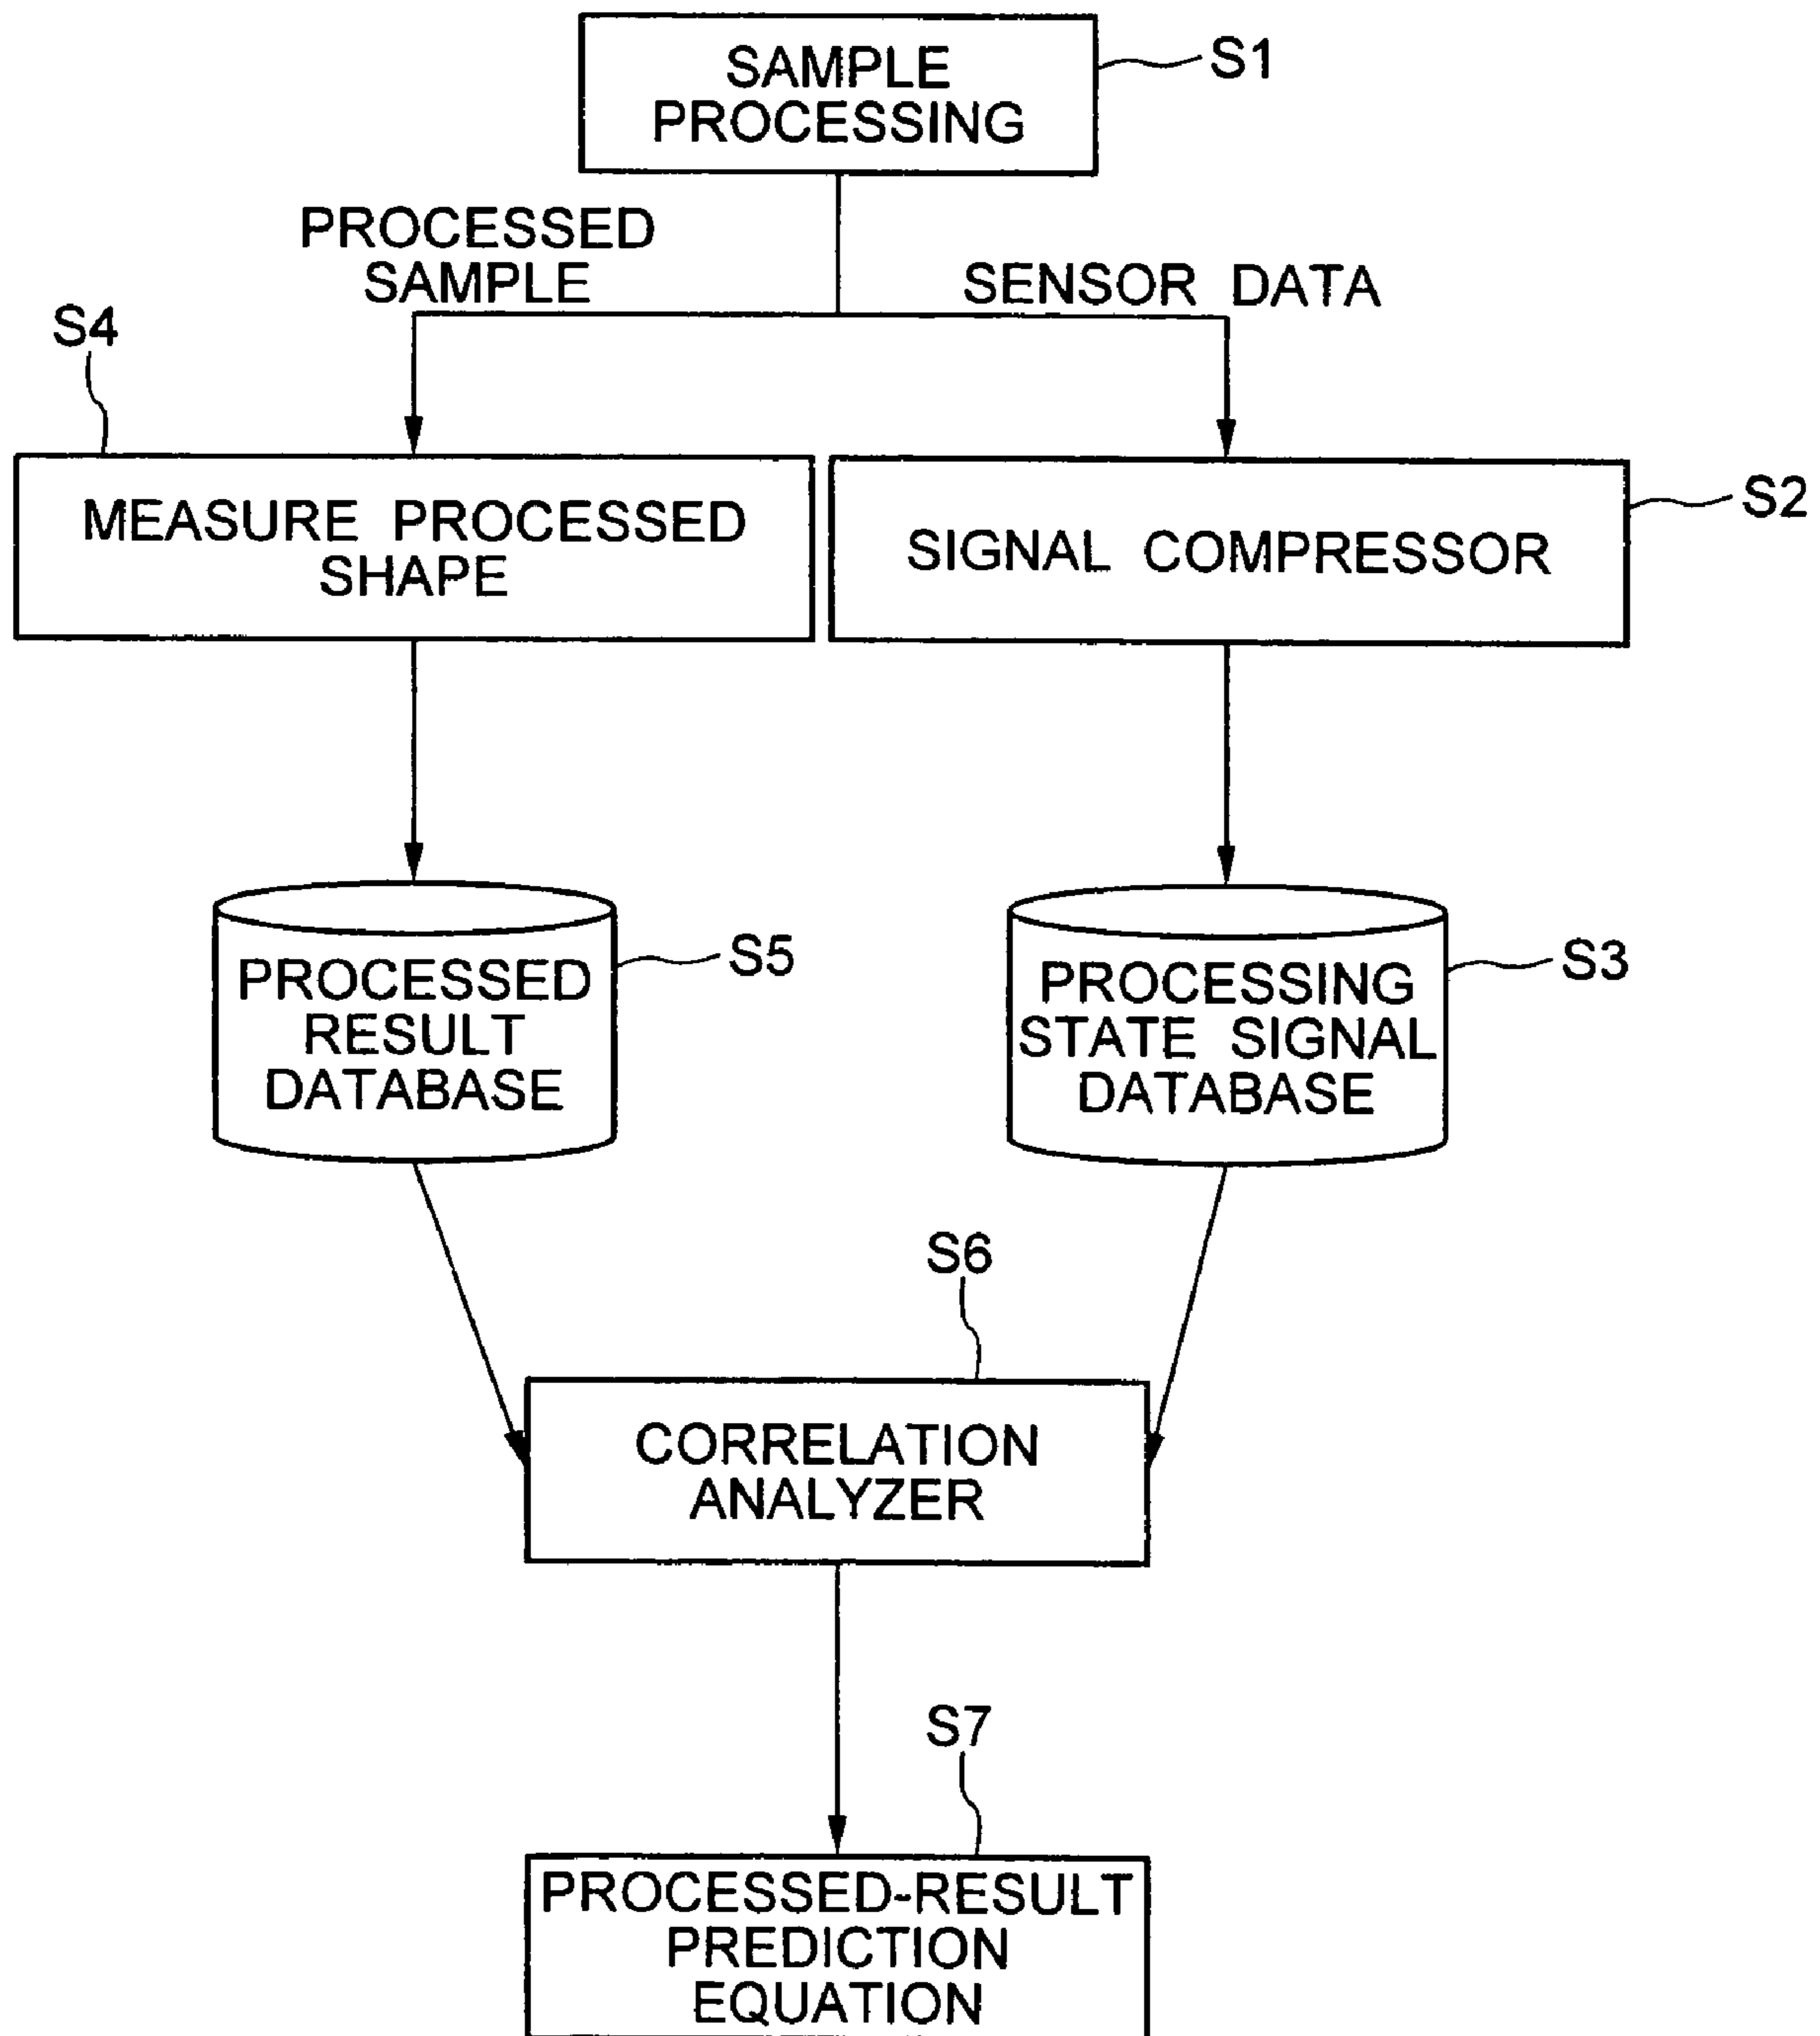 SAMPLE
PROCESSING
S1
PROCESSED
SAMPLE
SENSOR DATA
S4
MEASURE PROCESSED
SHAPE
SIGNAL COMPRESSOR
S2
PROCESSED
RESULT
DATABASE
S5
PROCESSING
STATE SIGNAL
DATABASE
S3
S6
CORRELATION
ANALYZER
S7
PROCESSED-RESULT
PREDICTION
EQUATION